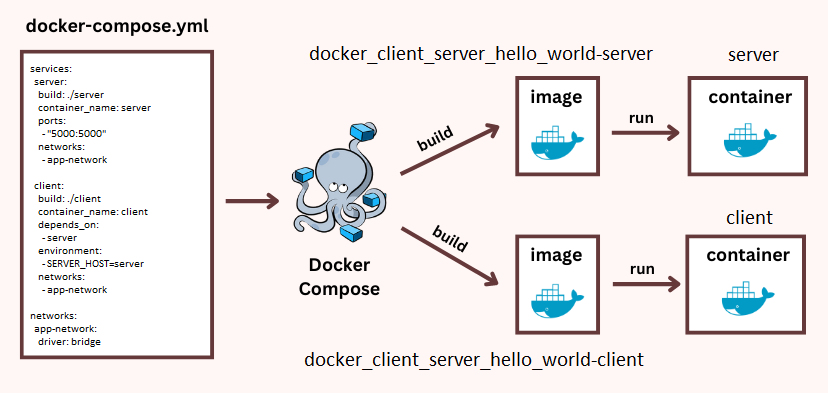 docker-compose.yml
services:
server:
build: ./server
container_name: server
ports:
- "5000:5000"
networks:
- app-network
client:
build: ./client
container_name: client
depends_on:
- server
environment:
- SERVER_HOST=server
networks:
- app-network
networks:
app-network:
driver: bridge
Docker
Compose
build
build
docker_client_server_hello_world-server
image
run
server
container
client
image
run
container
docker_client_server_hello_world-client